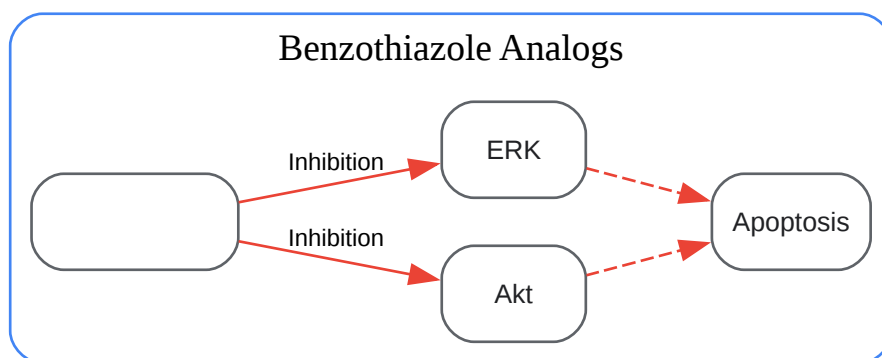 Benzothiazole Analogs
Inhibition
ERK
Inhibition
Apoptosis
Akt